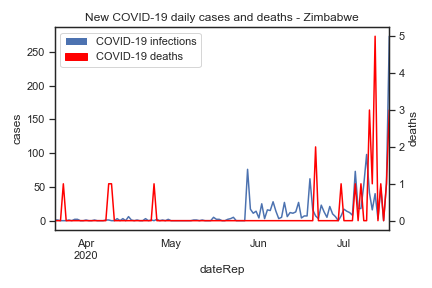 New COVID-19 daily cases and deaths - Zimbabwe
COVID-19 infections
COVID-19 deaths
cases
250
200
150
100
50
0
deaths
5
4
3
2
1
0
Apr
2020
May
Jun
Jul
dateRep